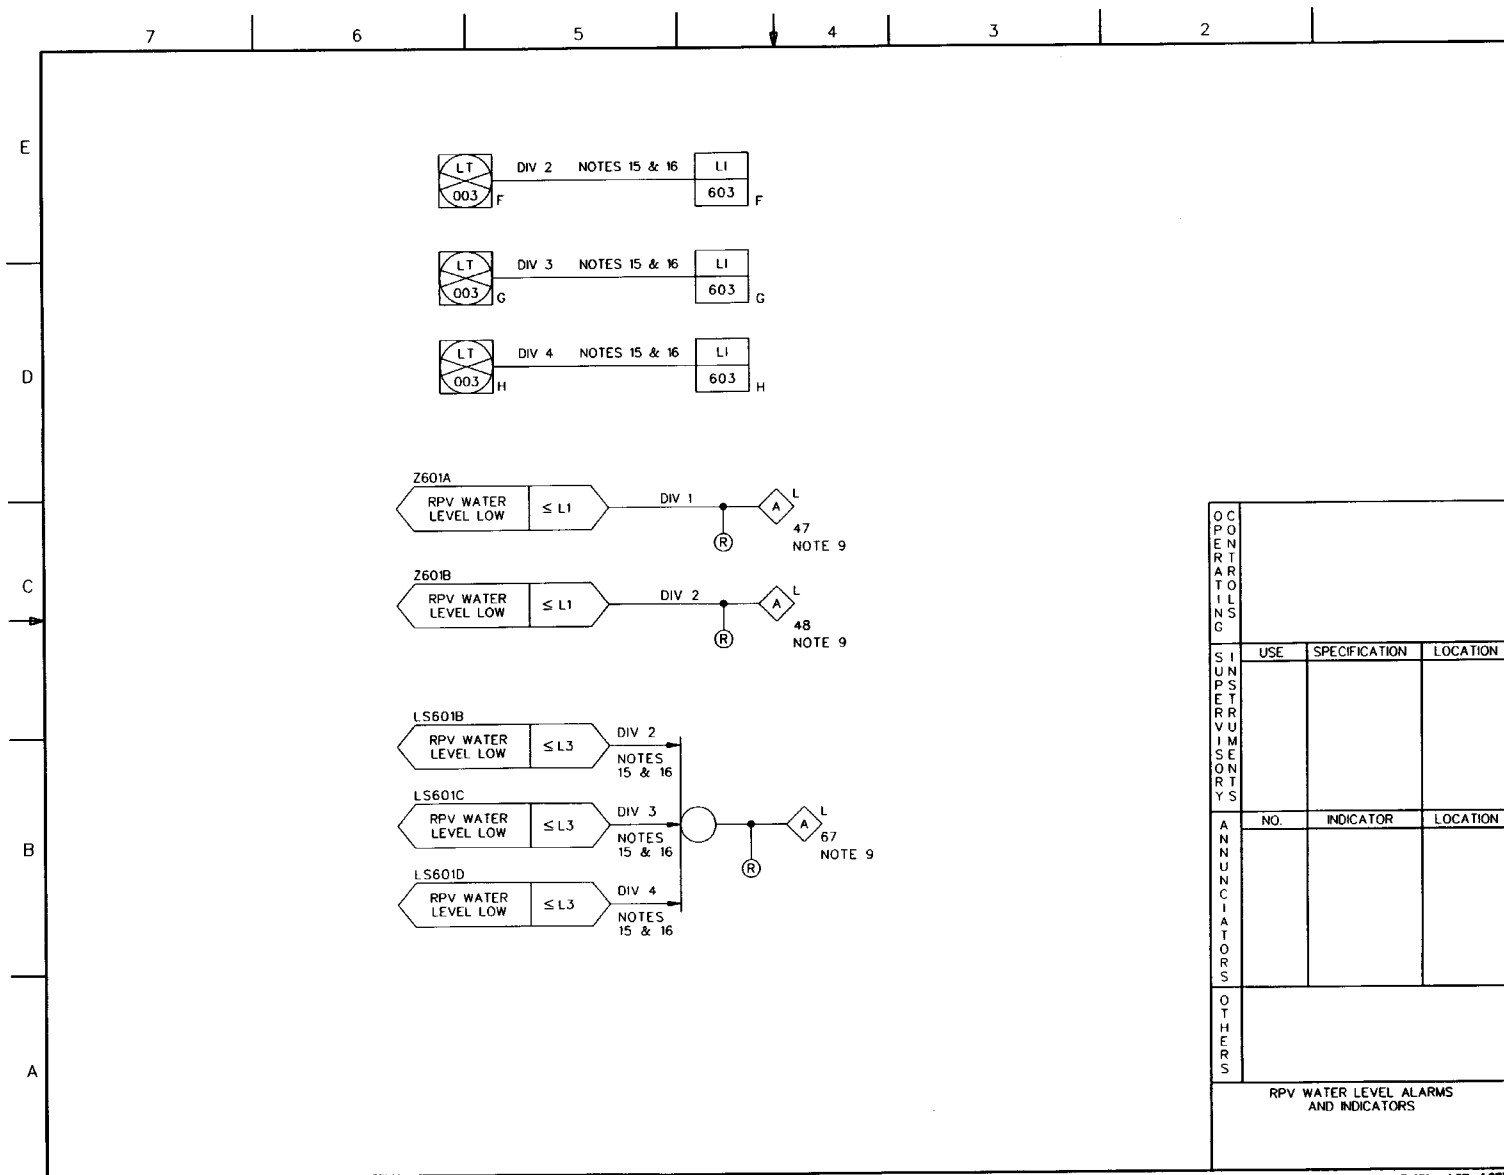 7 6 5 4 3 2
E
D
C
B
A
LT
003
F
DIV 2 NOTES 15 & 16
LI
603
F
LT
003
G
DIV 3 NOTES 15 & 16
LI
603
G
LT
003
H
DIV 4 NOTES 15 & 16
LI
603
H
Z601A
RPV WATER
LEVEL LOW
≤ L1
DIV 1
R
A
L
47
NOTE 9
Z601B
RPV WATER
LEVEL LOW
≤ L1
DIV 2
R
A
L
48
NOTE 9
LS601B
RPV WATER
LEVEL LOW
≤ L3
DIV 2
NOTES
15 & 16
LS601C
RPV WATER
LEVEL LOW
≤ L3
DIV 3
NOTES
15 & 16
R
A
L
67
NOTE 9
LS601D
RPV WATER
LEVEL LOW
≤ L3
DIV 4
NOTES
15 & 16
OPERATING
CONTROLS
SUPERVISORY
INSTRUMENTS
USE SPECIFICATION LOCATION
ANNUNCIATORS
NO. INDICATOR LOCATION
OTHERS
RPV WATER LEVEL ALARMS
AND INDICATORS